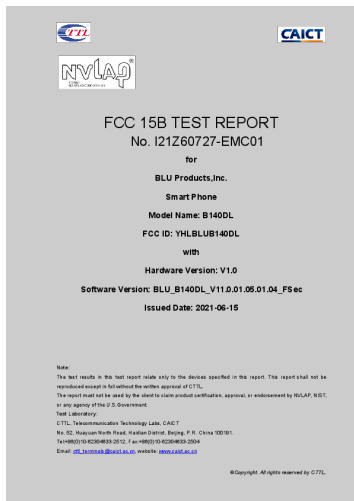 CTTL
CAICT
NVLAP®
FCC 15B TEST REPORT
No. I21Z60727-EMC01
for
BLU Products,Inc.
Smart Phone
Model Name: B140DL
FCC ID: YHLBLUB140DL
with
Hardware Version: V1.0
Software Version: BLU_B140DL_V11.0.01.05.01.04_FSec
Issued Date: 2021-06-15
Note:
The test results in this test report relate only to the devices specified in this report. This report shall not be
reproduced except in full without the written approval of CTTL.
The report must not be used by the client to claim product certification, approval, or endorsement by NVLAP, NIST,
or any agency of the U.S. Government.
Test Laboratory:
CTTL, Telecommunication Technology Labs, CAICT
No. 52, Huayuan North Road, Haidian District, Beijing, P. R. China 100191.
Tel:+86(0)10-62304633-2512, Fax:+86(0)10-62304633-2504
Email: cttl_terminals@caict.ac.cn, website: www.caict.ac.cn
©Copyright. All rights reserved by CTTL.